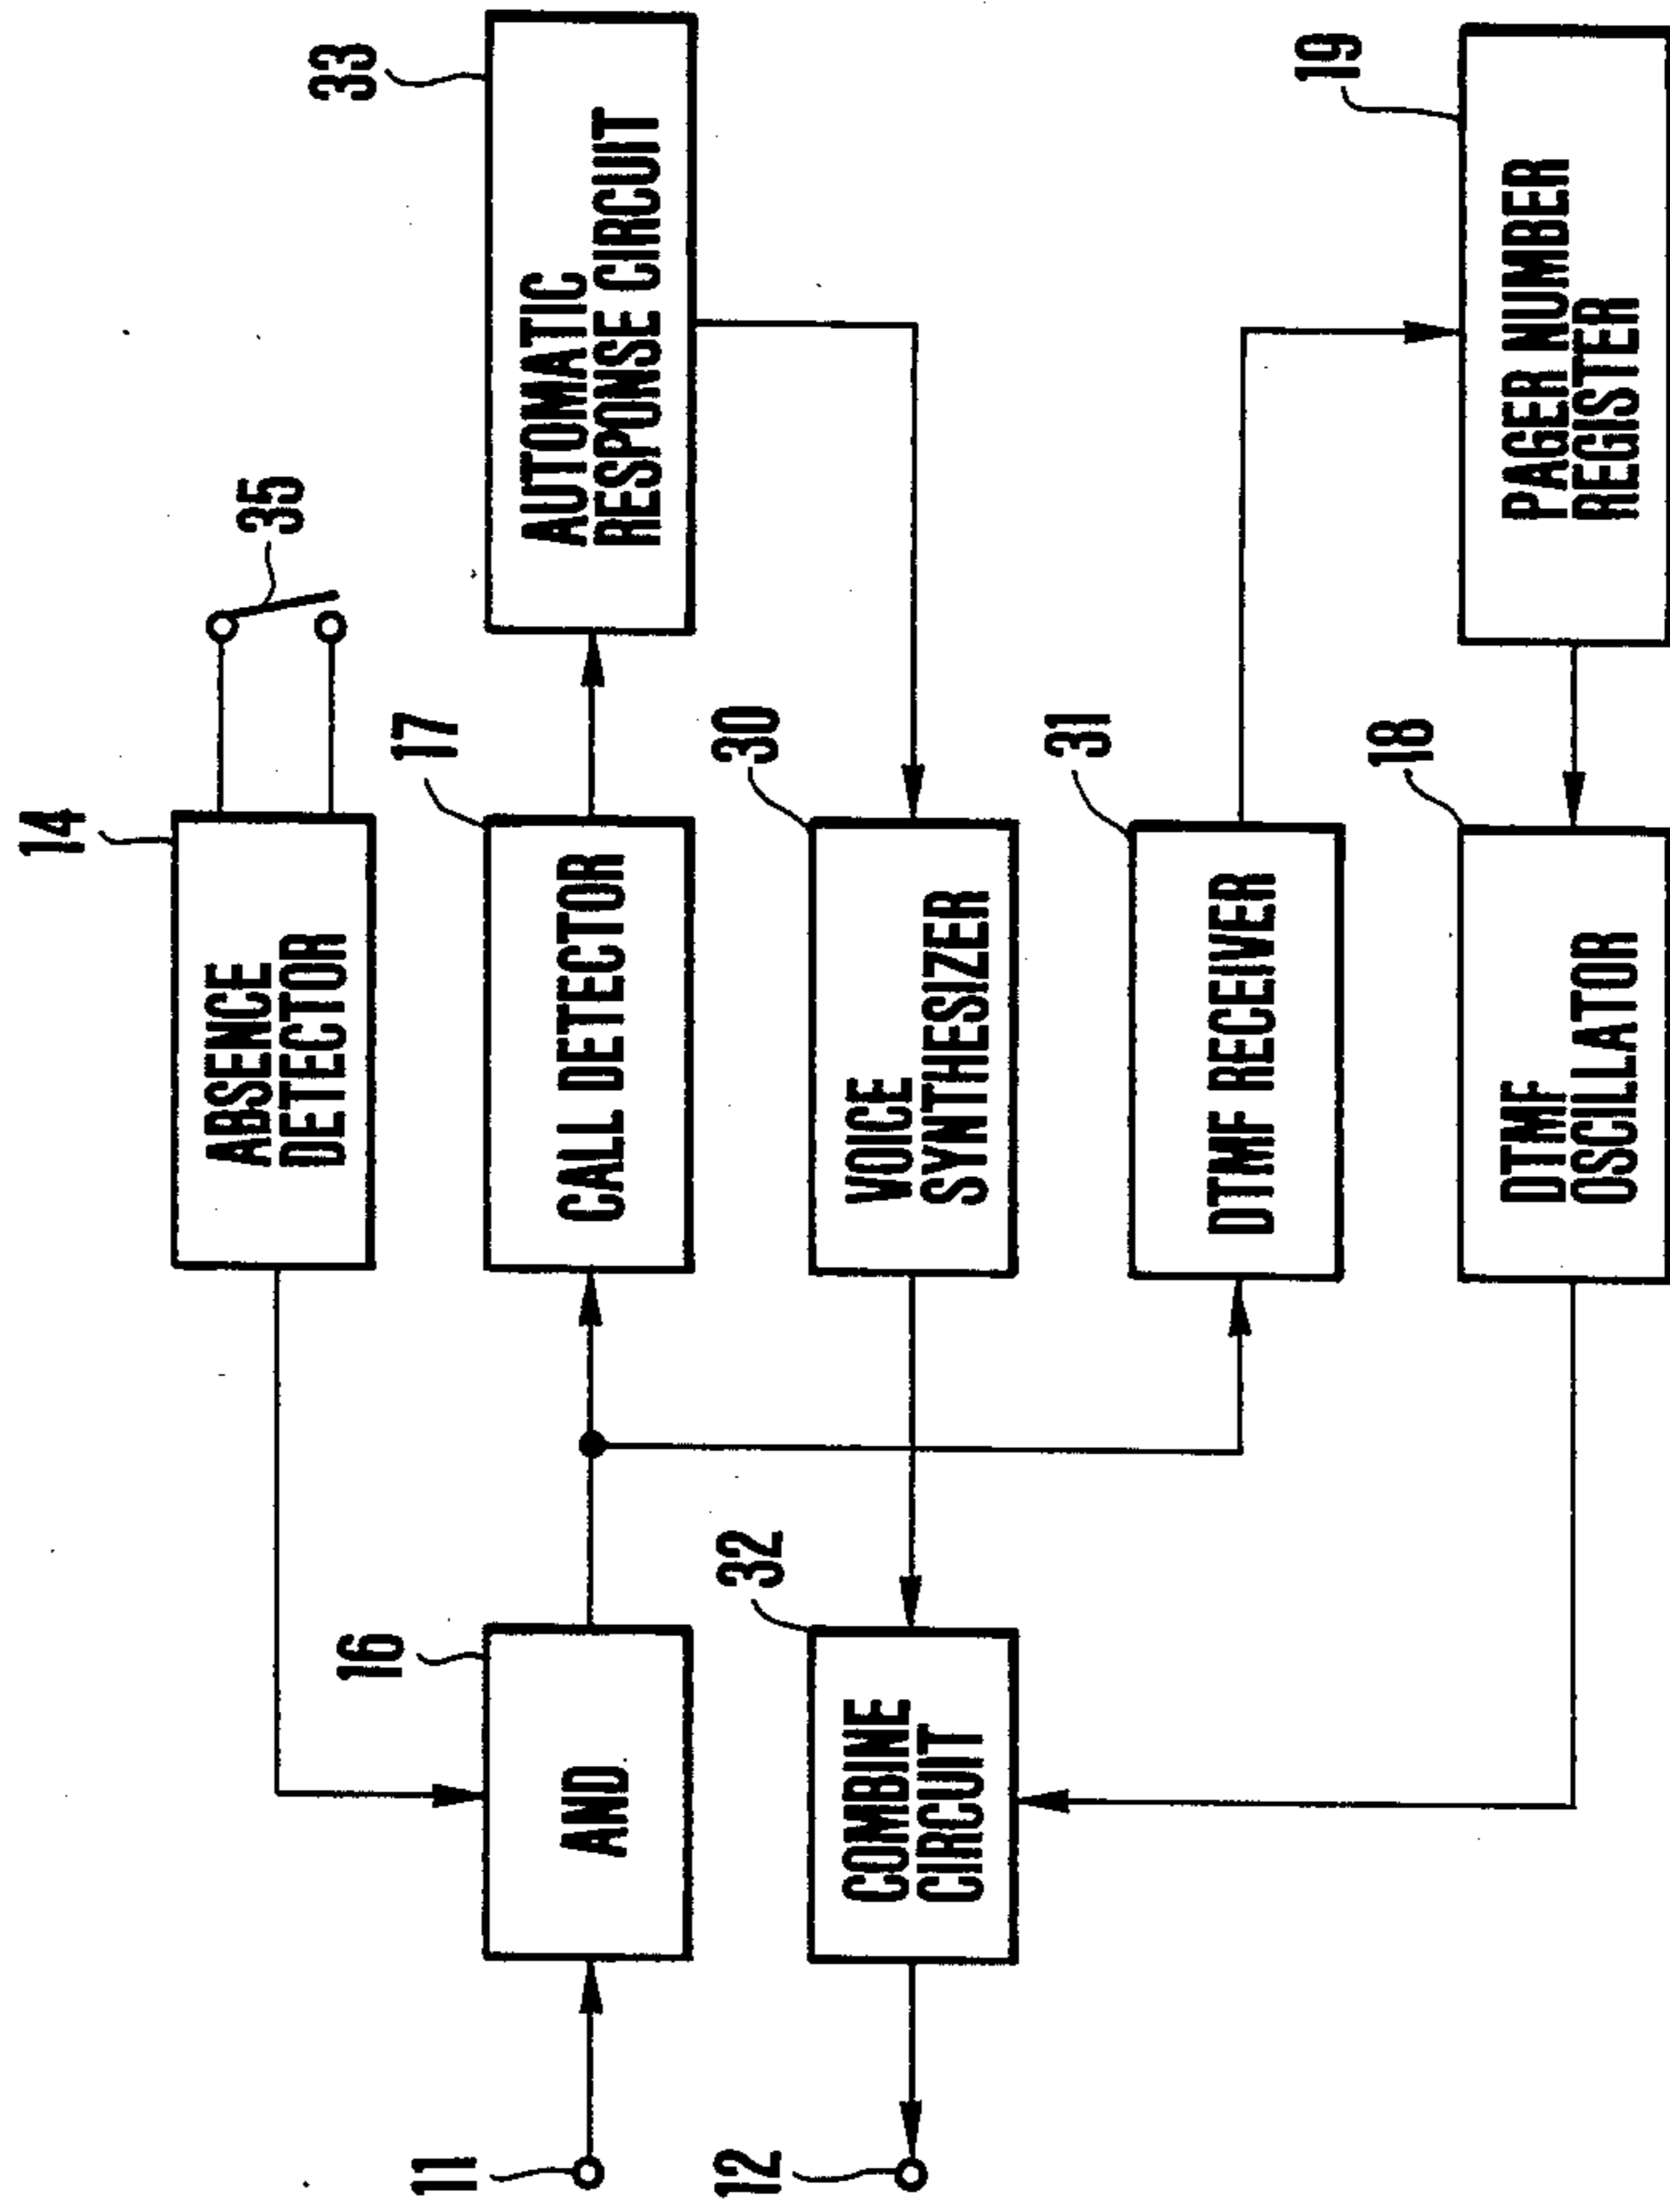 14
ABSENCE
DETECTOR
35
11
16
AND
17
CALL DETECTOR
33
AUTOMATIC
RESPONSE CIRCUIT
12
32
COMBINE
CIRCUIT
30
VOICE
SYNTHESIZER
31
DTMF RECEIVER
18
DTMF
OSCILLATOR
19
PAGER NUMBER
REGISTER